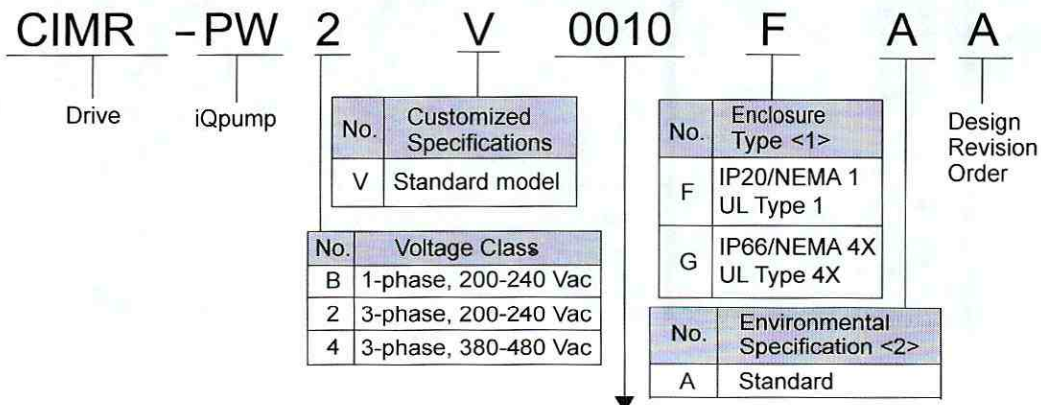 CIMR –PW 2 V 0010 F A A
Drive
iQpump
No. Customized
Specifications
V Standard model
No. Enclosure
Type <1>
F IP20/NEMA 1
UL Type 1
G IP66/NEMA 4X
UL Type 4X
Design
Revision
Order
No. Voltage Class
B 1-phase, 200-240 Vac
2 3-phase, 200-240 Vac
4 3-phase, 380-480 Vac
No. Environmental
Specification <2>
A Standard